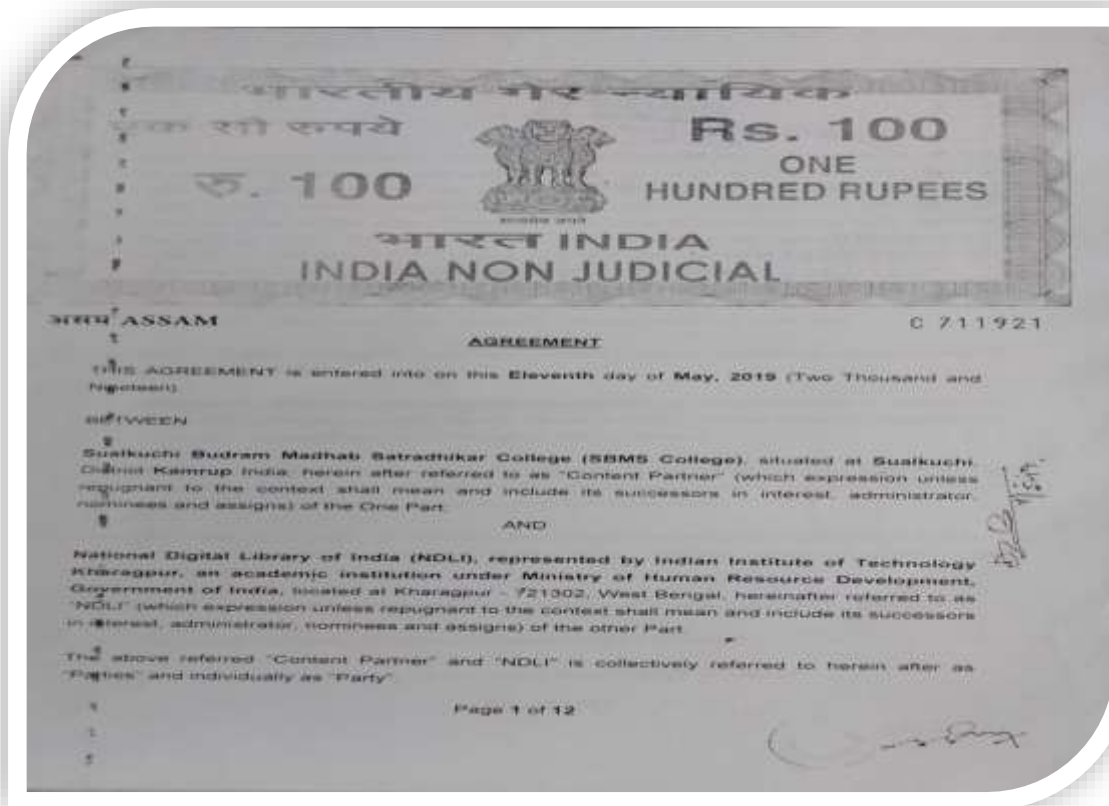 भारतीय गैर न्यायिक
एक सौ रुपये
Rs. 100
रु. 100
ONE
HUNDRED RUPEES
सत्यमेव जयते
भारत INDIA
INDIA NON JUDICIAL
असम ASSAM
C 711921
AGREEMENT
THIS AGREEMENT is entered into on this Eleventh day of May, 2019 (Two Thousand and
Nineteen)
BETWEEN
Sualkuchi Budram Madhab Satradhikar College (SBMS College), situated at Sualkuchi,
District Kamrup India, herein after referred to as "Content Partner" (which expression unless
repugnant to the context shall mean and include its successors in interest, administrator,
nominees and assigns) of the One Part.
AND
National Digital Library of India (NDLI), represented by Indian Institute of Technology
Kharagpur, an academic institution under Ministry of Human Resource Development,
Government of India, located at Kharagpur - 721302, West Bengal, hereinafter referred to as
"NDLI" (which expression unless repugnant to the context shall mean and include its successors
in interest, administrator, nominees and assigns) of the other Part.
The above referred "Content Partner" and "NDLI" is collectively referred to herein after as
"Parties" and individually as "Party".
Page 1 of 12